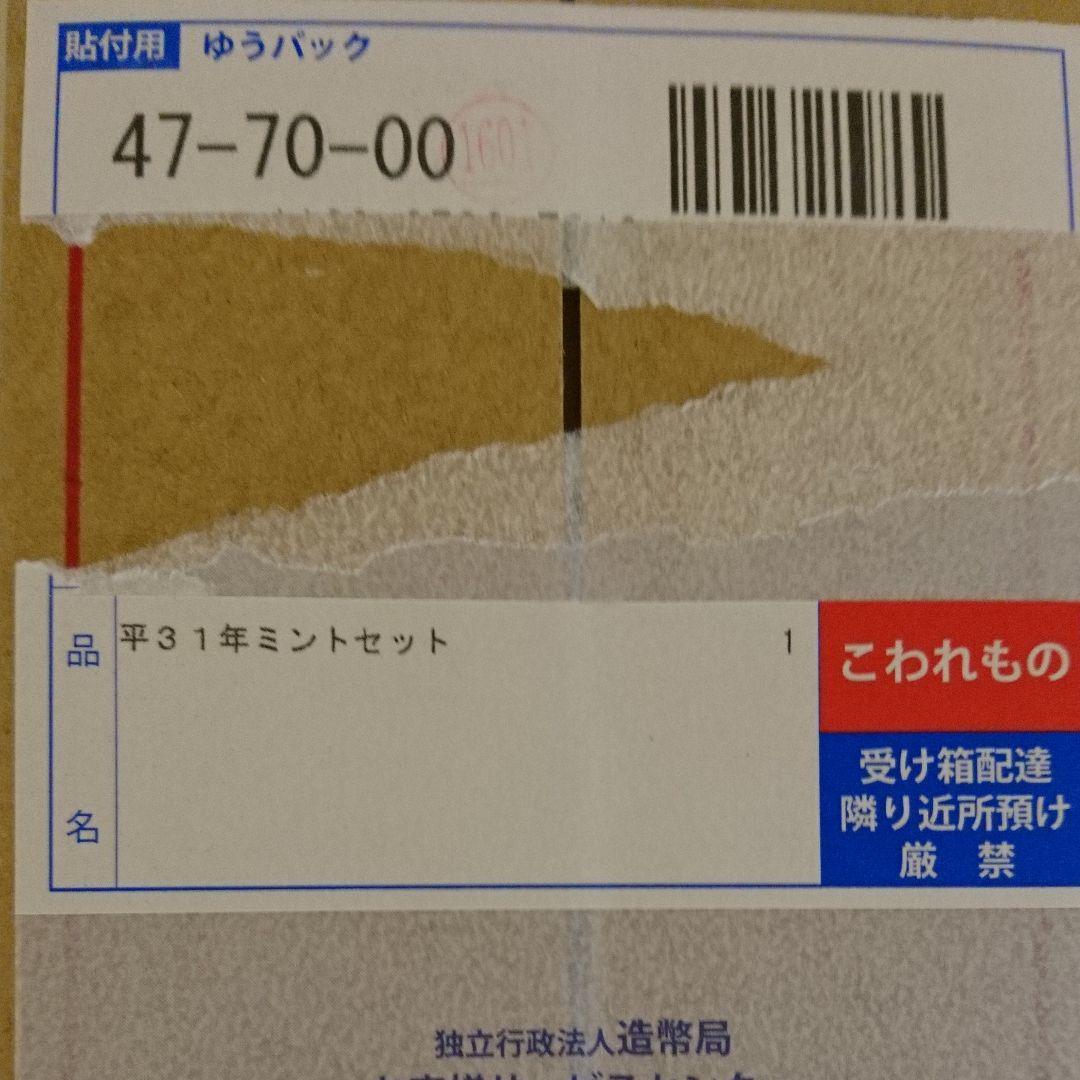 貼付用 ゆうパック
47-70-00
品名
平３１年ミントセット 1
こわれもの
受け箱配達
隣り近所預け
厳　禁
独立行政法人造幣局